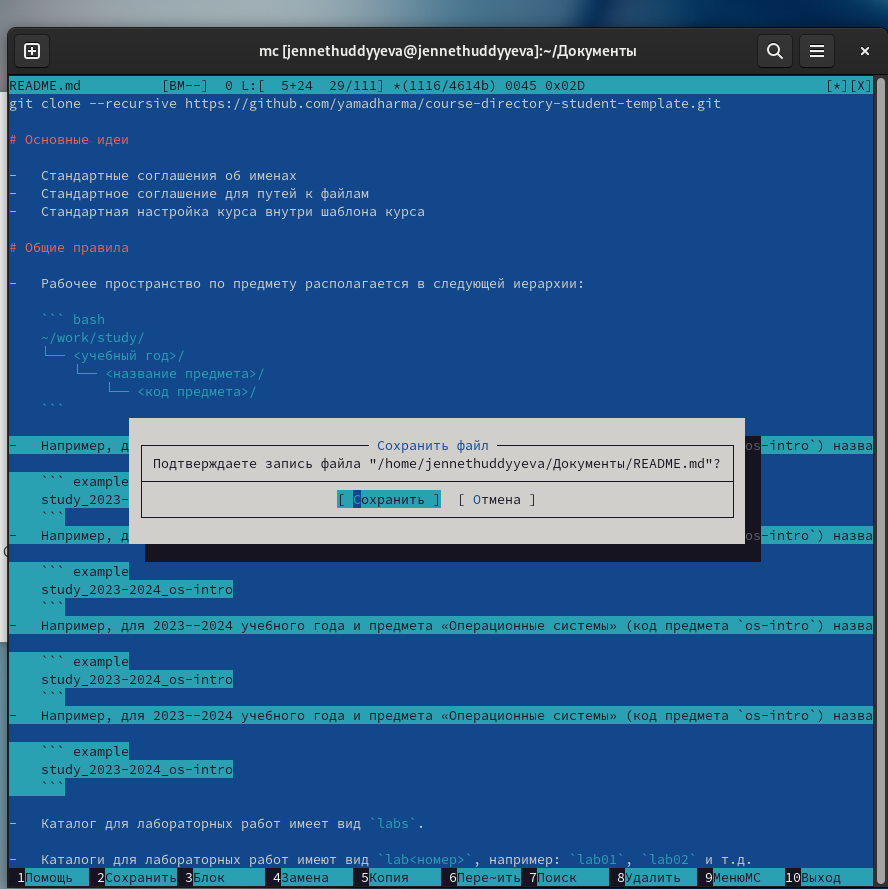 mc [jennethuddyyeva@jennethuddyyeva]:~/Документы
README.md [BM--] 0 L:[ 5+24 29/111] *(1116/4614b) 0045 0x02D [*][X]
git clone --recursive https://github.com/yamadharma/course-directory-student-template.git
# Основные идеи
- Стандартные соглашения об именах
- Стандартное соглашение для путей к файлам
- Стандартная настройка курса внутри шаблона курса
# Общие правила
- Рабочее пространство по предмету располагается в следующей иерархии:
``` bash
~/work/study/
└── <учебный год>/
└── <название предмета>/
└── <код предмета>/
```
- Например, д os-intro`) назва
Сохранить файл
Подтверждаете запись файла "/home/jennethuddyyeva/Документы/README.md"?
[ Сохранить ] [ Отмена ]
``` example
study_2023-
```
- Например, д os-intro`) назва
``` example
study_2023-2024_os-intro
```
- Например, для 2023--2024 учебного года и предмета «Операционные системы» (код предмета `os-intro`) назва
``` example
study_2023-2024_os-intro
```
- Например, для 2023--2024 учебного года и предмета «Операционные системы» (код предмета `os-intro`) назва
``` example
study_2023-2024_os-intro
```
- Каталог для лабораторных работ имеет вид `labs`.
- Каталоги для лабораторных работ имеют вид `lab<номер>`, например: `lab01`, `lab02` и т.д.
1Помощь 2Сохранить 3Блок 4Замена 5Копия 6Пере~ить 7Поиск 8Удалить 9МенюМС 10Выход